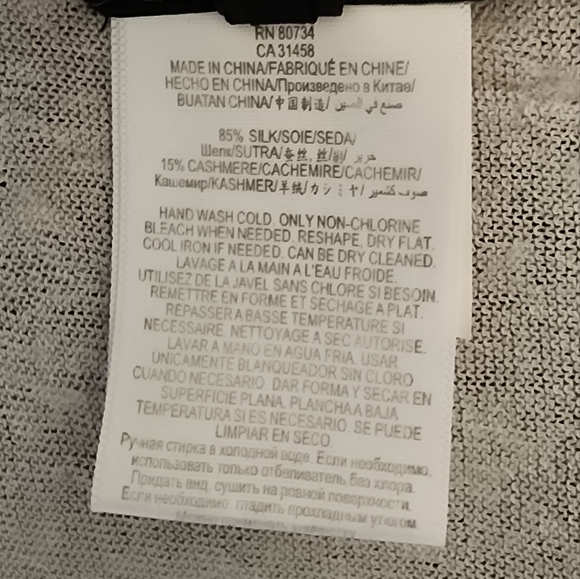 RN 80734
CA 31458
MADE IN CHINA/FABRIQUÉ EN CHINE/
HECHO EN CHINA/Произведено в Китае/
BUATAN CHINA/中国制造/ صنع في الصين
85% SILK/SOIE/SEDA/
Шелк/SUTRA/蚕丝, 丝/ حرير
15% CASHMERE/CACHEMIRE/CACHEMIR/
Кашемир/KASHMER/羊绒/カシミヤ/ صوف كشمير
HAND WASH COLD. ONLY NON-CHLORINE
BLEACH WHEN NEEDED. RESHAPE, DRY FLAT.
COOL IRON IF NEEDED. CAN BE DRY CLEANED.
LAVAGE A LA MAIN A L'EAU FROIDE.
UTILISEZ DE LA JAVEL SANS CHLORE SI BESOIN.
REMETTRE EN FORME ET SECHAGE A PLAT.
REPASSER A BASSE TEMPERATURE SI
NECESSAIRE. NETTOYAGE A SEC AUTORISE.
LAVAR A MANO EN AGUA FRIA. USAR
ÚNICAMENTE BLANQUEADOR SIN CLORO
CUANDO NECESARIO. DAR FORMA Y SECAR EN
SUPERFICIE PLANA. PLANCHA A BAJA
TEMPERATURA SI ES NECESARIO. SE PUEDE
LIMPIAR EN SECO.
Ручная стирка в холодной воде. Если необходимо,
использовать только отбеливатель без хлора.
Придать вид, сушить на ровной поверхности.
Если необходимо, гладить прохладным утюгом.